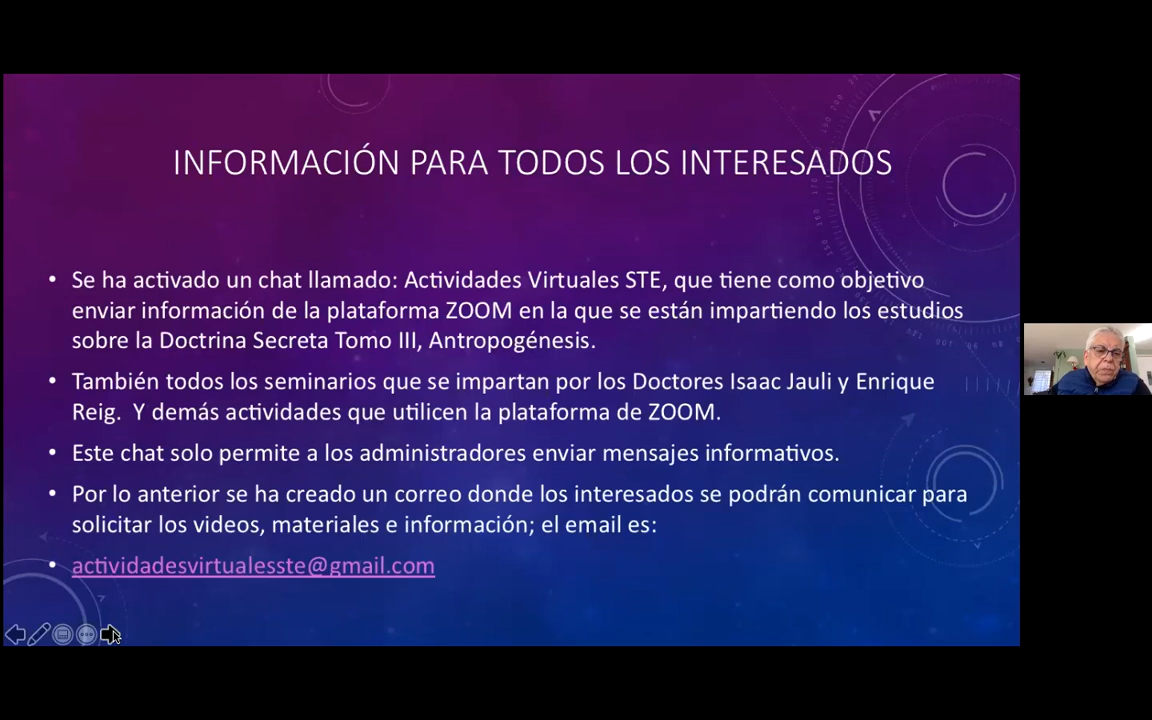 INFORMACIÓN PARA TODOS LOS INTERESADOS
• Se ha activado un chat llamado: Actividades Virtuales STE, que tiene como objetivo
enviar información de la plataforma ZOOM en la que se están impartiendo los estudios
sobre la Doctrina Secreta Tomo III, Antropogénesis.
• También todos los seminarios que se impartan por los Doctores Isaac Jauli y Enrique
Reig. Y demás actividades que utilicen la plataforma de ZOOM.
• Este chat solo permite a los administradores enviar mensajes informativos.
• Por lo anterior se ha creado un correo donde los interesados se podrán comunicar para
solicitar los videos, materiales e información; el email es:
• actividadesvirtualesste@gmail.com